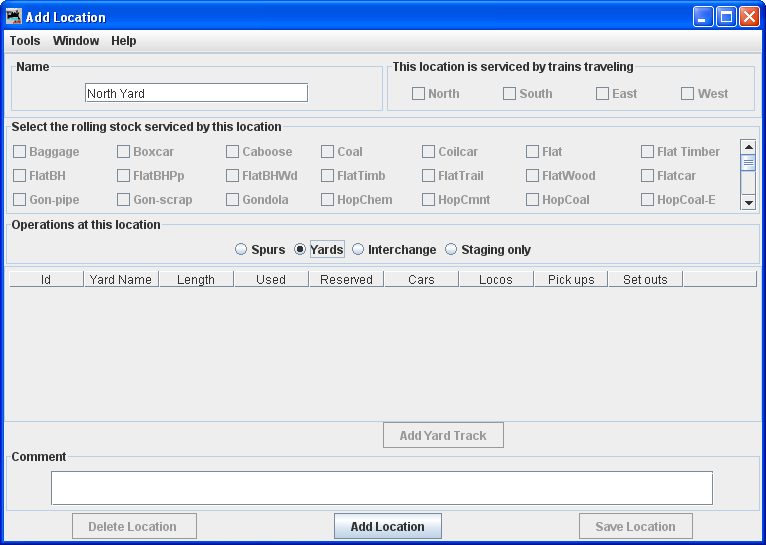 Add Location
Tools Window Help
Name
This location is serviced by trains traveling
North Yard
North South East West
Select the rolling stock serviced by this location
Baggage Boxcar Caboose Coal Coilcar Flat Flat Timber
FlatBH FlatBHPp FlatBHWd FlatTimb FlatTrail FlatWood Flatcar
Gon-pipe Gon-scrap Gondola HopChem HopCmnt HopCoal HopCoal-E
Operations at this location
Spurs Yards Interchange Staging only
Id Yard Name Length Used Reserved Cars Locos Pick ups Set outs
Add Yard Track
Comment
Delete Location Add Location Save Location